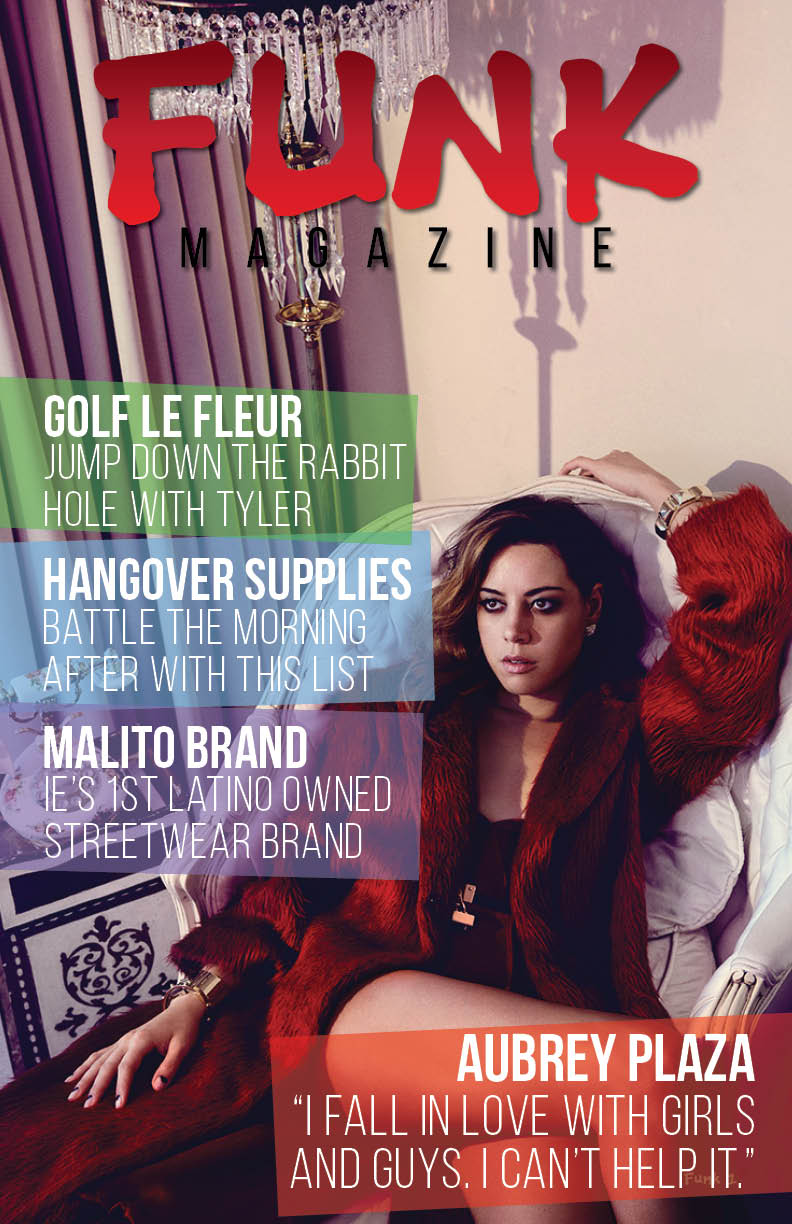 FUNK
MAGAZINE
GOLF LE FLEUR
JUMP DOWN THE RABBIT
HOLE WITH TYLER
HANGOVER SUPPLIES
BATTLE THE MORNING
AFTER WITH THIS LIST
MALITO BRAND
IE'S 1ST LATINO OWNED
STREETWEAR BRAND
AUBREY PLAZA
“I FALL IN LOVE WITH GIRLS
AND GUYS. I CAN'T HELP IT.”
Funk 1